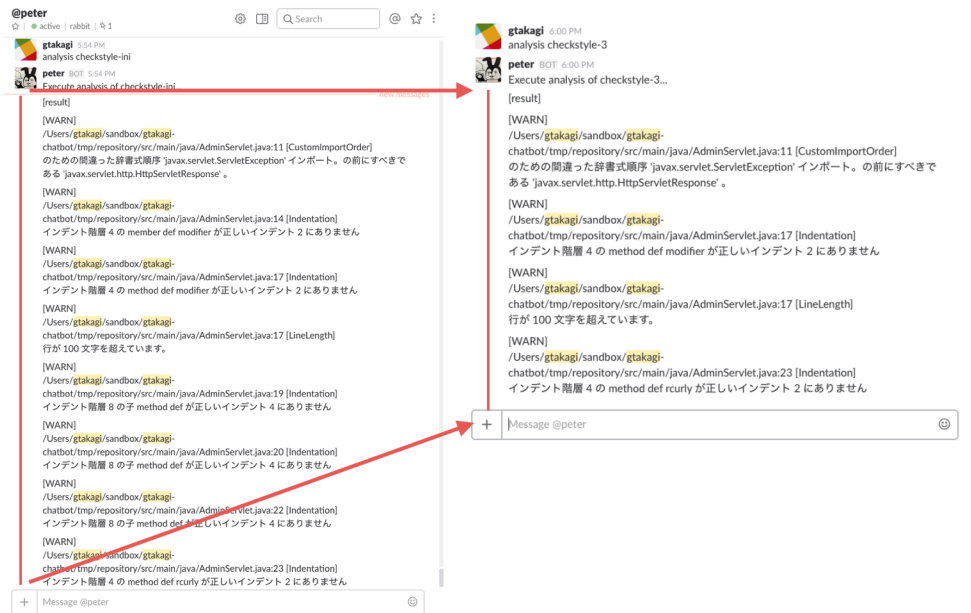 @peter
active | rabbit | 1
Search
gtakagi 5:54 PM
analysis checkstyle-ini
peter BOT 5:54 PM
Execute analysis of checkstyle-ini...
new messages
[result]
[WARN]
/Users/gtakagi/sandbox/gtakagi-
chatbot/tmp/repository/src/main/java/AdminServlet.java:11 [CustomImportOrder]
のための間違った辞書式順序 'javax.servlet.ServletException' インポート。の前にすべきで
ある 'javax.servlet.http.HttpServletResponse' 。
[WARN]
/Users/gtakagi/sandbox/gtakagi-
chatbot/tmp/repository/src/main/java/AdminServlet.java:14 [Indentation]
インデント階層 4 の member def modifier が正しいインデント 2 にありません
[WARN]
/Users/gtakagi/sandbox/gtakagi-
chatbot/tmp/repository/src/main/java/AdminServlet.java:17 [Indentation]
インデント階層 4 の method def modifier が正しいインデント 2 にありません
[WARN]
/Users/gtakagi/sandbox/gtakagi-
chatbot/tmp/repository/src/main/java/AdminServlet.java:17 [LineLength]
行が 100 文字を超えています。
[WARN]
/Users/gtakagi/sandbox/gtakagi-
chatbot/tmp/repository/src/main/java/AdminServlet.java:19 [Indentation]
インデント階層 8 の子 method def が正しいインデント 4 にありません
[WARN]
/Users/gtakagi/sandbox/gtakagi-
chatbot/tmp/repository/src/main/java/AdminServlet.java:20 [Indentation]
インデント階層 8 の子 method def が正しいインデント 4 にありません
[WARN]
/Users/gtakagi/sandbox/gtakagi-
chatbot/tmp/repository/src/main/java/AdminServlet.java:22 [Indentation]
インデント階層 8 の子 method def が正しいインデント 4 にありません
[WARN]
/Users/gtakagi/sandbox/gtakagi-
chatbot/tmp/repository/src/main/java/AdminServlet.java:23 [Indentation]
インデント階層 4 の method def rcurly が正しいインデント 2 にありません
Message @peter
gtakagi 6:00 PM
analysis checkstyle-3
peter BOT 6:00 PM
Execute analysis of checkstyle-3...
[result]
[WARN]
/Users/gtakagi/sandbox/gtakagi-
chatbot/tmp/repository/src/main/java/AdminServlet.java:11 [CustomImportOrder]
のための間違った辞書式順序 'javax.servlet.ServletException' インポート。の前にすべきで
ある 'javax.servlet.http.HttpServletResponse' 。
[WARN]
/Users/gtakagi/sandbox/gtakagi-
chatbot/tmp/repository/src/main/java/AdminServlet.java:17 [Indentation]
インデント階層 4 の method def modifier が正しいインデント 2 にありません
[WARN]
/Users/gtakagi/sandbox/gtakagi-
chatbot/tmp/repository/src/main/java/AdminServlet.java:17 [LineLength]
行が 100 文字を超えています。
[WARN]
/Users/gtakagi/sandbox/gtakagi-
chatbot/tmp/repository/src/main/java/AdminServlet.java:23 [Indentation]
インデント階層 4 の method def rcurly が正しいインデント 2 にありません
Message @peter